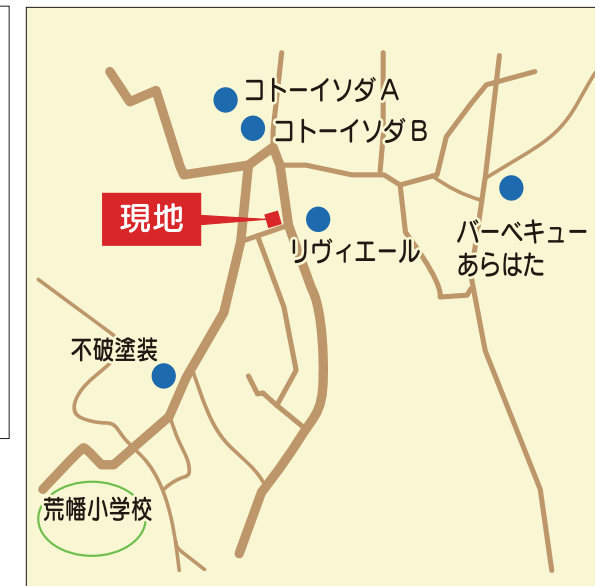 コトーイソダA
コトーイソダB
現地
リヴィエール
バーベキュー
あらはた
不破塗装
荒幡小学校